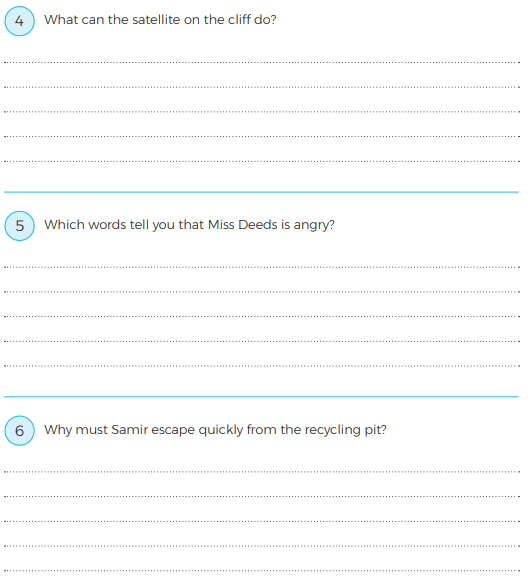 4 What can the satellite on the cliff do?
5 Which words tell you that Miss Deeds is angry?
6 Why must Samir escape quickly from the recycling pit?